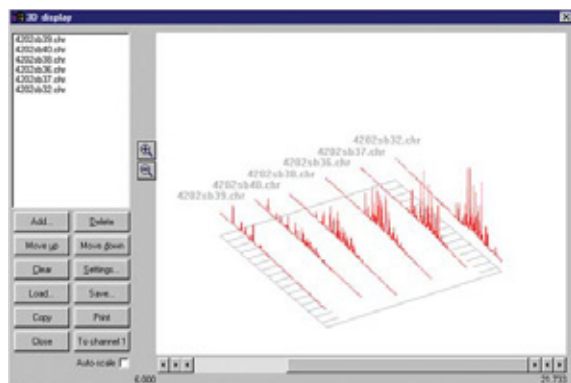 3D display
4202sb39.chr
4202sb40.chr
4202sb38.chr
4202sb36.chr
4202sb37.chr
4202sb32.chr
4202sb32.chr
4202sb37.chr
4202sb36.chr
4202sb38.chr
4202sb40.chr
4202sb39.chr
Add... Delete
Move up Move down
Clear Settings...
Load... Save...
Copy Print
Close To channel 1
Auto-scale
6.000 21.733